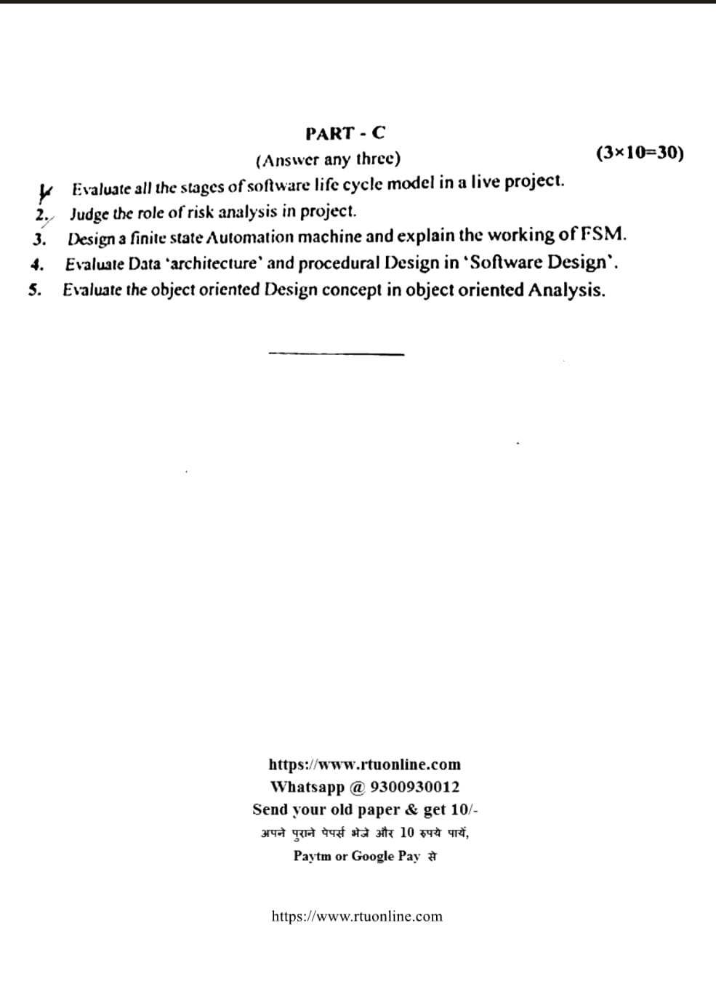 PART - C
(Answer any three)
(3×10=30)
1. Evaluate all the stages of software life cycle model in a live project.
2. Judge the role of risk analysis in project.
3. Design a finite state Automation machine and explain the working of FSM.
4. Evaluate Data 'architecture' and procedural Design in 'Software Design'.
5. Evaluate the object oriented Design concept in object oriented Analysis.
https://www.rtuonline.com
Whatsapp @ 9300930012
Send your old paper & get 10/-
अपने पुराने पेपर्स भेजे और 10 रुपये पायें,
Paytm or Google Pay से
https://www.rtuonline.com